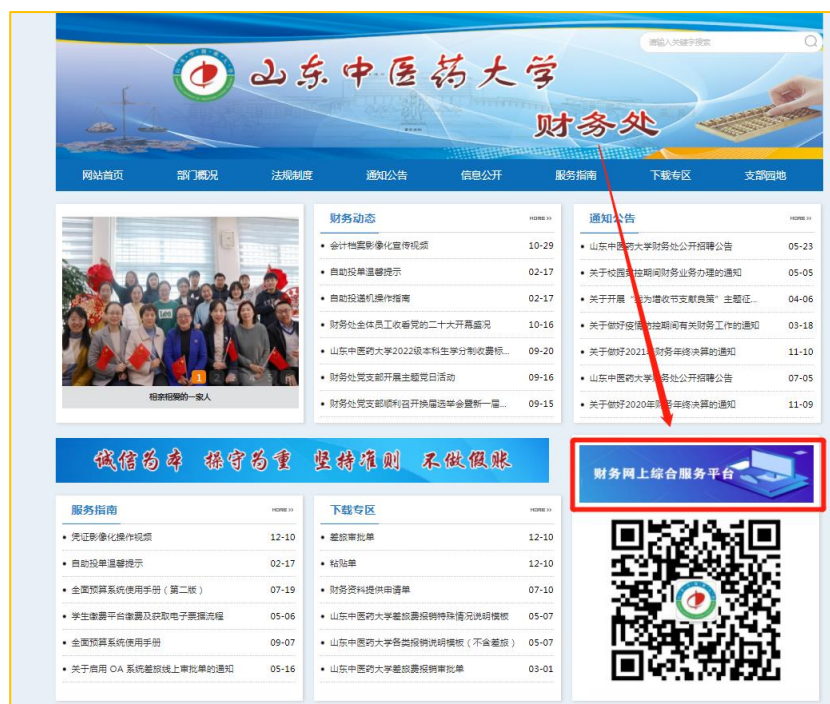 请输入关键字搜索
山东中医药大学
财务处
网站首页
部门概况
法规制度
通知公告
信息公开
服务指南
下载专区
支部园地
1
2
相亲相爱的一家人
财务动态
MORE >>
会计档案影像化宣传视频 10-29
自助投单温馨提示 02-17
自助投递机操作指南 02-17
财务处全体员工收看党的二十大开幕盛况 10-16
山东中医药大学2022级本科生学分制收费标... 09-20
财务处党支部开展主题党日活动 09-16
财务处党支部顺利召开换届选举会暨新一届... 09-15
通知公告
MORE >>
山东中医药大学财务处公开招聘公告 05-23
关于校园管控期间财务业务办理的通知 05-05
关于开展“我为增收节支献良策”主题征... 04-06
关于做好疫情防控期间有关财务工作的通知 03-18
关于做好2021年财务年终决算的通知 11-10
山东中医药大学财务处公开招聘公告 07-05
关于做好2020年财务年终决算的通知 11-09
诚信为本 操守为重 坚持准则 不做假账
财务网上综合服务平台
服务指南
MORE >>
凭证影像化操作视频 12-10
自助投单温馨提示 02-17
全面预算系统使用手册（第二版） 07-19
学生缴费平台缴费及获取电子票据流程 05-06
全面预算系统使用手册 09-07
关于启用 OA 系统差旅线上审批单的通知 05-16
下载专区
MORE >>
差旅审批单 12-10
粘贴单 12-10
财务资料提供申请单 07-10
山东中医药大学差旅费报销特殊情况说明模板 05-07
山东中医药大学各类报销说明模板（不含差旅） 05-07
山东中医药大学差旅费报销审批单 03-01